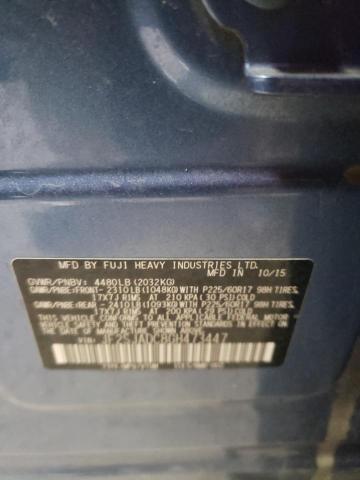 MFD BY FUJI HEAVY INDUSTRIES LTD.
MFD IN 10/15
GVWR/PNBV: 4480LB (2032KG)
GAWR/PNBE:FRONT- 2310LB(1048KG) WITH P225/60R17 98H TIRES,
17X7J RIMS AT 210 KPA (30 PSI)COLD
GAWR/PNBE:REAR - 2410LB(1093KG) WITH P225/60R17 98H TIRES,
17X7J RIMS AT 200 KPA(29 PSI)COLD
THIS VEHICLE CONFORMS TO ALL APPLICABLE FEDERAL
MOTOR VEHICLE SAFETY AND THEFT PREVENTION
STANDARDS IN EFFECT ON THE
DATE OF MANUFACTURE SHOWN ABOVE.
VIN: JF2SJADC8GH473447